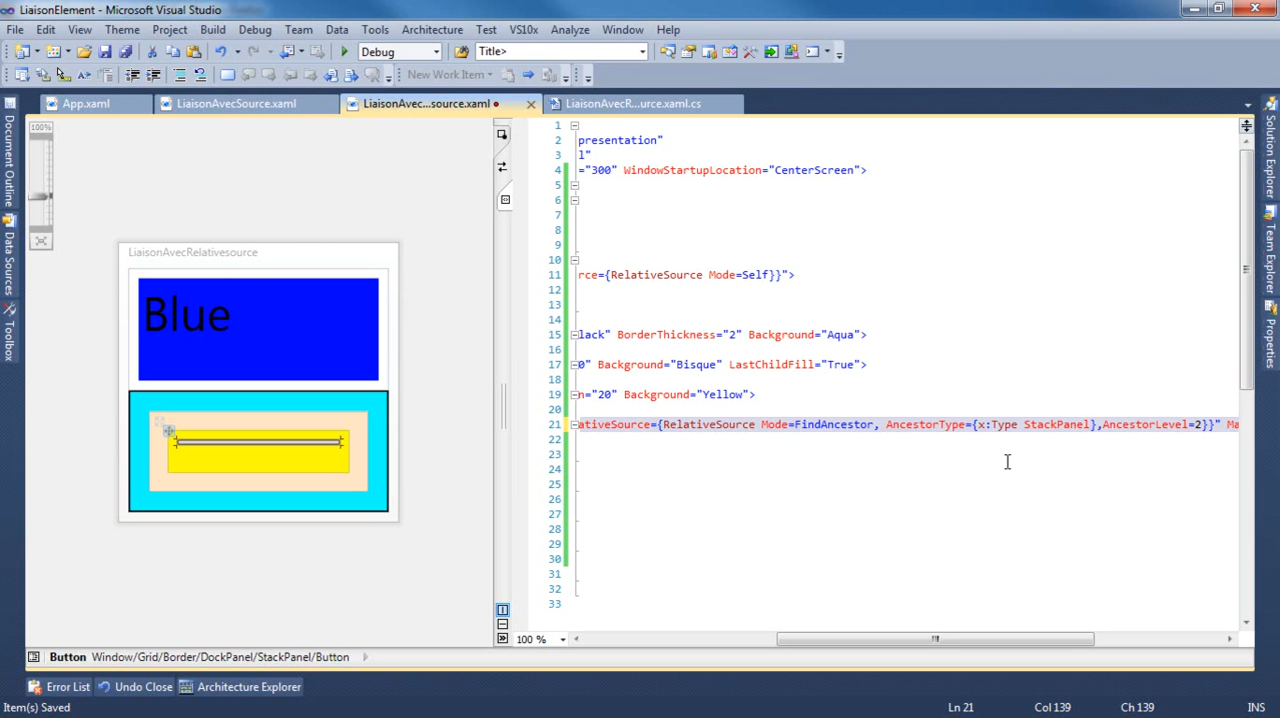 LiaisonElement - Microsoft Visual Studio
File Edit View Theme Project Build Debug Team Data Tools Architecture Test VS10x Analyze Window Help
Debug Title>
New Work Item
App.xaml LiaisonAvecSource.xaml LiaisonAvec...source.xaml LiaisonAvecR...urce.xaml.cs
Document Outline
Data Sources
Toolbox
100%
LiaisonAvecRelativesource
Blue
1
2 presentation"
3 l"
4 ="300" WindowStartupLocation="CenterScreen">
5
6
7
8
9
10
11 rce={RelativeSource Mode=Self}}">
12
13
14
15 lack" BorderThickness="2" Background="Aqua">
16
17 0" Background="Bisque" LastChildFill="True">
18
19 n="20" Background="Yellow">
20
21 ativeSource={RelativeSource Mode=FindAncestor, AncestorType={x:Type StackPanel},AncestorLevel=2}}" Ma
22
23
24
25
26
27
28
29
30
31
32
33
100 %
Solution Explorer
Team Explorer
Properties
Button Window/Grid/Border/DockPanel/StackPanel/Button
Error List Undo Close Architecture Explorer
Item(s) Saved Ln 21 Col 139 Ch 139 INS